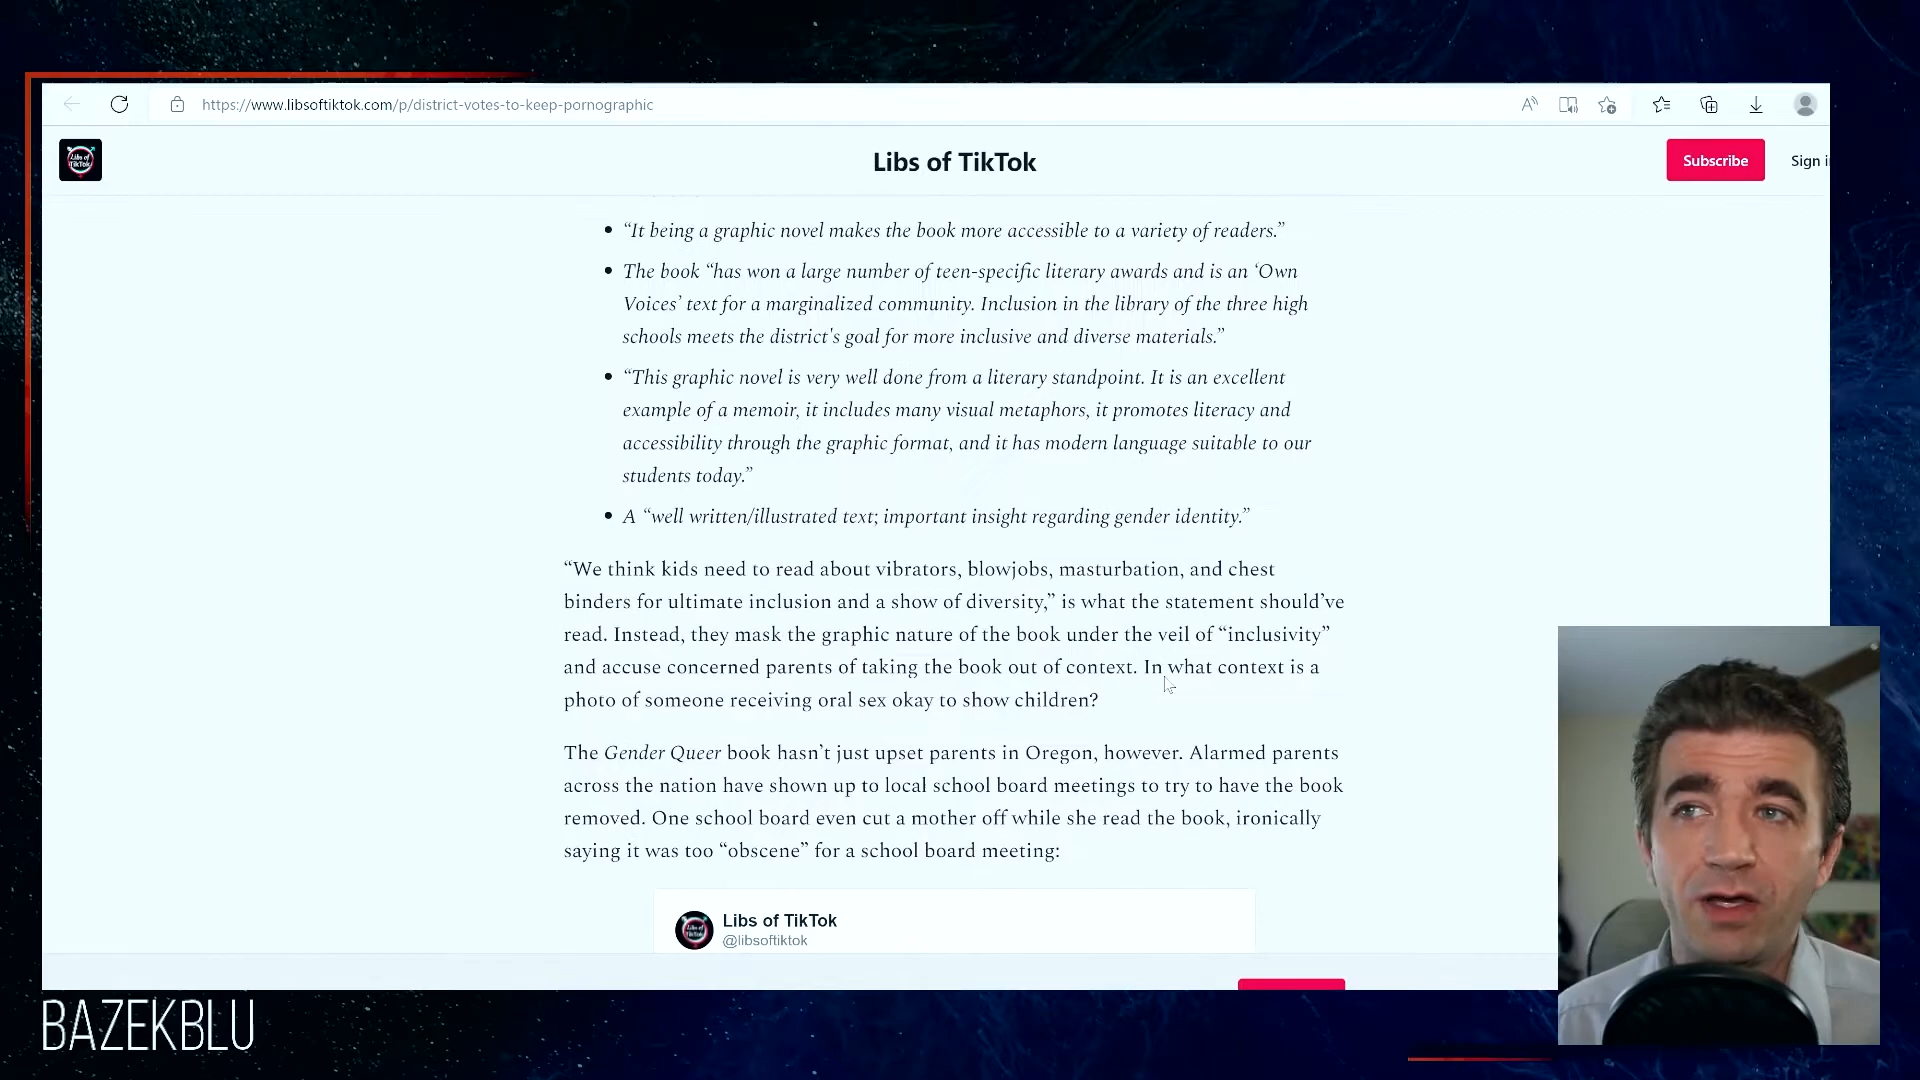 https://www.libsoftiktok.com/p/district-votes-to-keep-pornographic
Libs of TikTok
Libs of TikTok
Subscribe
Sign i
• “It being a graphic novel makes the book more accessible to a variety of readers.”
• The book “has won a large number of teen-specific literary awards and is an ‘Own
Voices’ text for a marginalized community. Inclusion in the library of the three high
schools meets the district's goal for more inclusive and diverse materials.”
• “This graphic novel is very well done from a literary standpoint. It is an excellent
example of a memoir, it includes many visual metaphors, it promotes literacy and
accessibility through the graphic format, and it has modern language suitable to our
students today.”
• A “well written/illustrated text; important insight regarding gender identity.”
“We think kids need to read about vibrators, blowjobs, masturbation, and chest
binders for ultimate inclusion and a show of diversity,” is what the statement should’ve
read. Instead, they mask the graphic nature of the book under the veil of “inclusivity”
and accuse concerned parents of taking the book out of context. In what context is a
photo of someone receiving oral sex okay to show children?
The Gender Queer book hasn’t just upset parents in Oregon, however. Alarmed parents
across the nation have shown up to local school board meetings to try to have the book
removed. One school board even cut a mother off while she read the book, ironically
saying it was too “obscene” for a school board meeting:
Libs of TikTok
Libs of TikTok
@libsoftiktok
BAZEKBLU